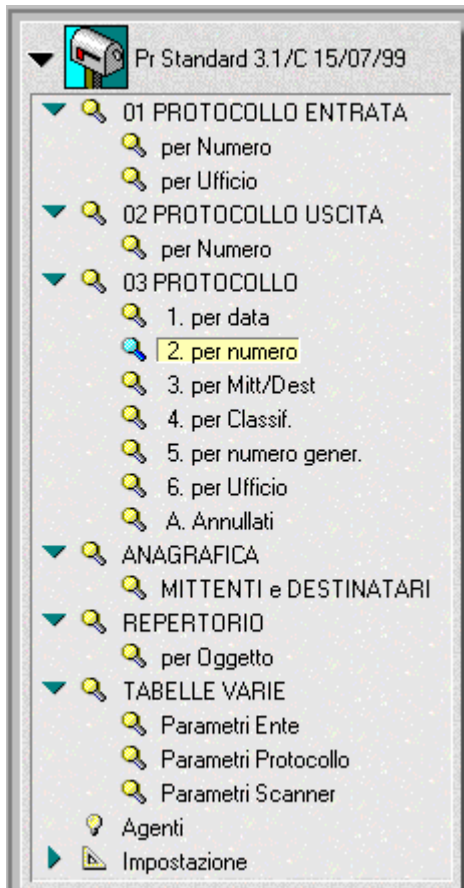 Pr Standard 3.1/C 15/07/99
01 PROTOCOLLO ENTRATA
per Numero
per Ufficio
02 PROTOCOLLO USCITA
per Numero
03 PROTOCOLLO
1. per data
2. per numero
3. per Mitt/Dest
4. per Classif.
5. per numero gener.
6. per Ufficio
A. Annullati
ANAGRAFICA
MITTENTI e DESTINATARI
REPERTORIO
per Oggetto
TABELLE VARIE
Parametri Ente
Parametri Protocollo
Parametri Scanner
Agenti
Impostazione